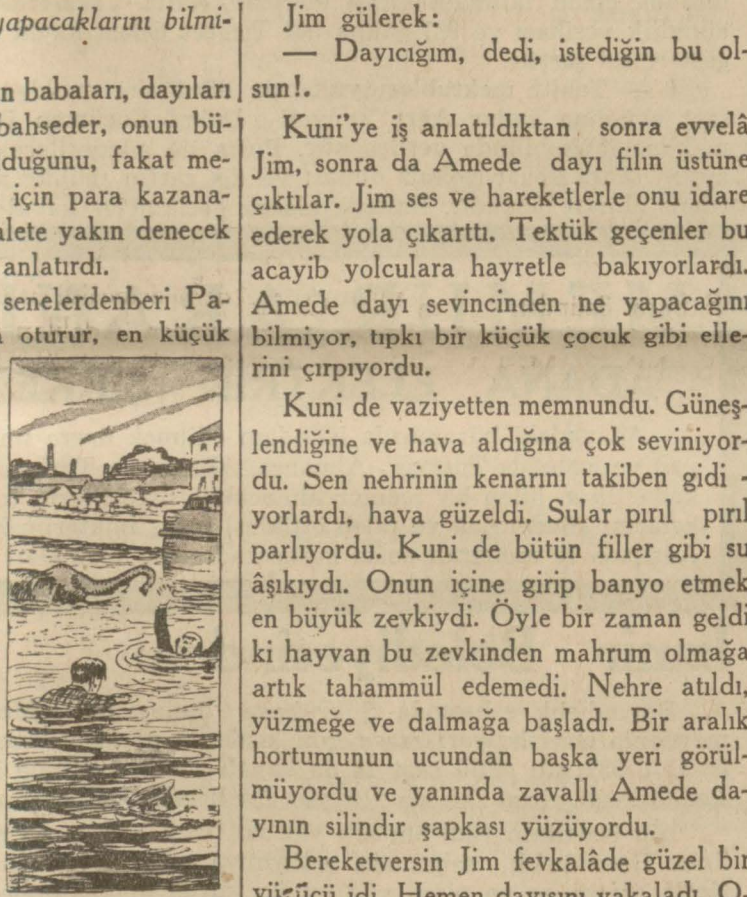 yapacaklarını bilmi-
n babaları, dayıları
bahseder, onun bü-
duğunu, fakat me-
için para kazana-
alete yakın denecek
anlatırdı.
senelerdenberi Pa-
oturur, en küçük
Jim gülerek:
— Dayıcığım, dedi, istediğin bu ol-
sun!.
Kuni'ye iş anlatıldıktan sonra evvelâ
Jim, sonra da Amede dayı filin üstüne
çıktılar. Jim ses ve hareketlerle onu idare
ederek yola çıkarttı. Tektük geçenler bu
acayib yolculara hayretle bakıyorlardı.
Amede dayı sevincinden ne yapacağını
bilmiyor, tıpkı bir küçük çocuk gibi elle-
rini çırpıyordu.
Kuni de vaziyetten memnundu. Güneş-
lendiğine ve hava aldığına çok seviniyor-
du. Sen nehrinin kenarını takiben gidi -
yorlardı, hava güzeldi. Sular pırıl pırıl
parlıyordu. Kuni de bütün filler gibi su
âşıkıydı. Onun içine girip banyo etmek
en büyük zevkiydi. Öyle bir zaman geldi
ki hayvan bu zevkinden mahrum olmağa
artık tahammül edemedi. Nehre atıldı,
yüzmeğe ve dalmağa başladı. Bir aralık
hortumunun ucundan başka yeri görül-
müyordu ve yanında zavallı Amede da-
yının silindir şapkası yüzüyordu.
Bereketversin Jim fevkalâde güzel bir
yüzücü idi. Hemen dayısını yakaladı. O-